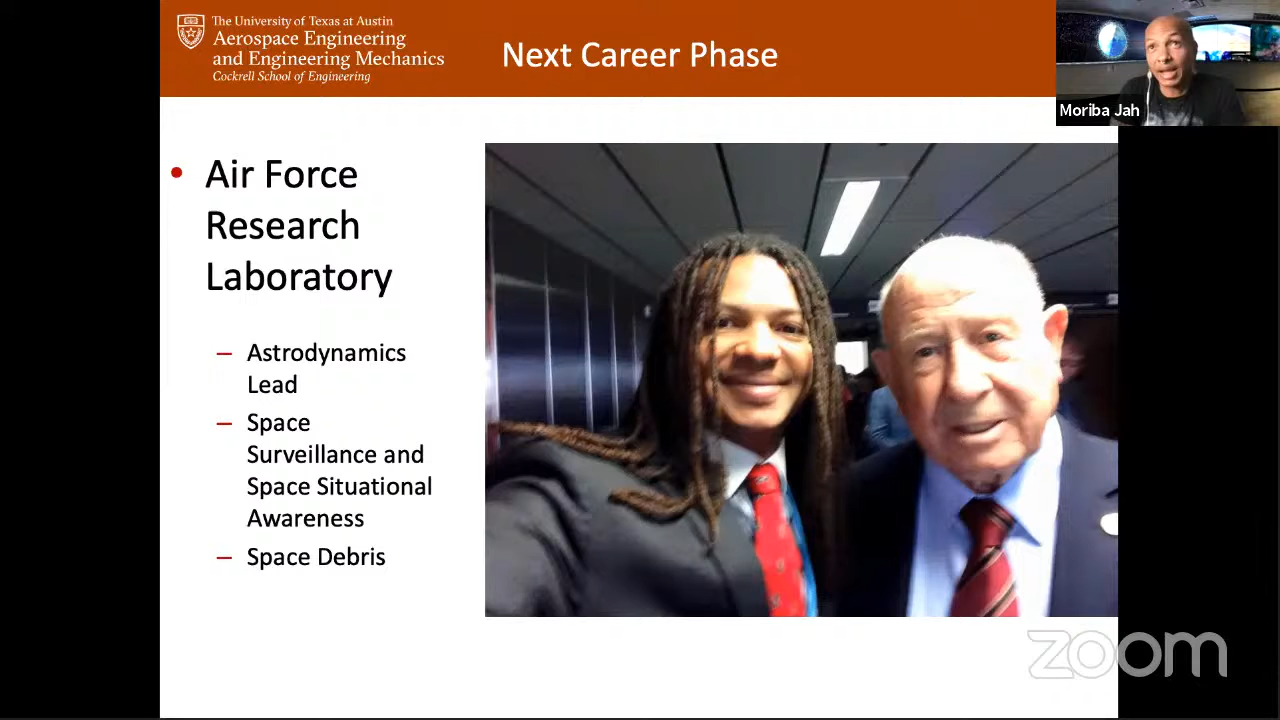 The University of Texas at Austin
Aerospace Engineering
and Engineering Mechanics
Cockrell School of Engineering
Next Career Phase
Moriba Jah
• Air Force
Research
Laboratory
– Astrodynamics
Lead
– Space
Surveillance and
Space Situational
Awareness
– Space Debris
zoom